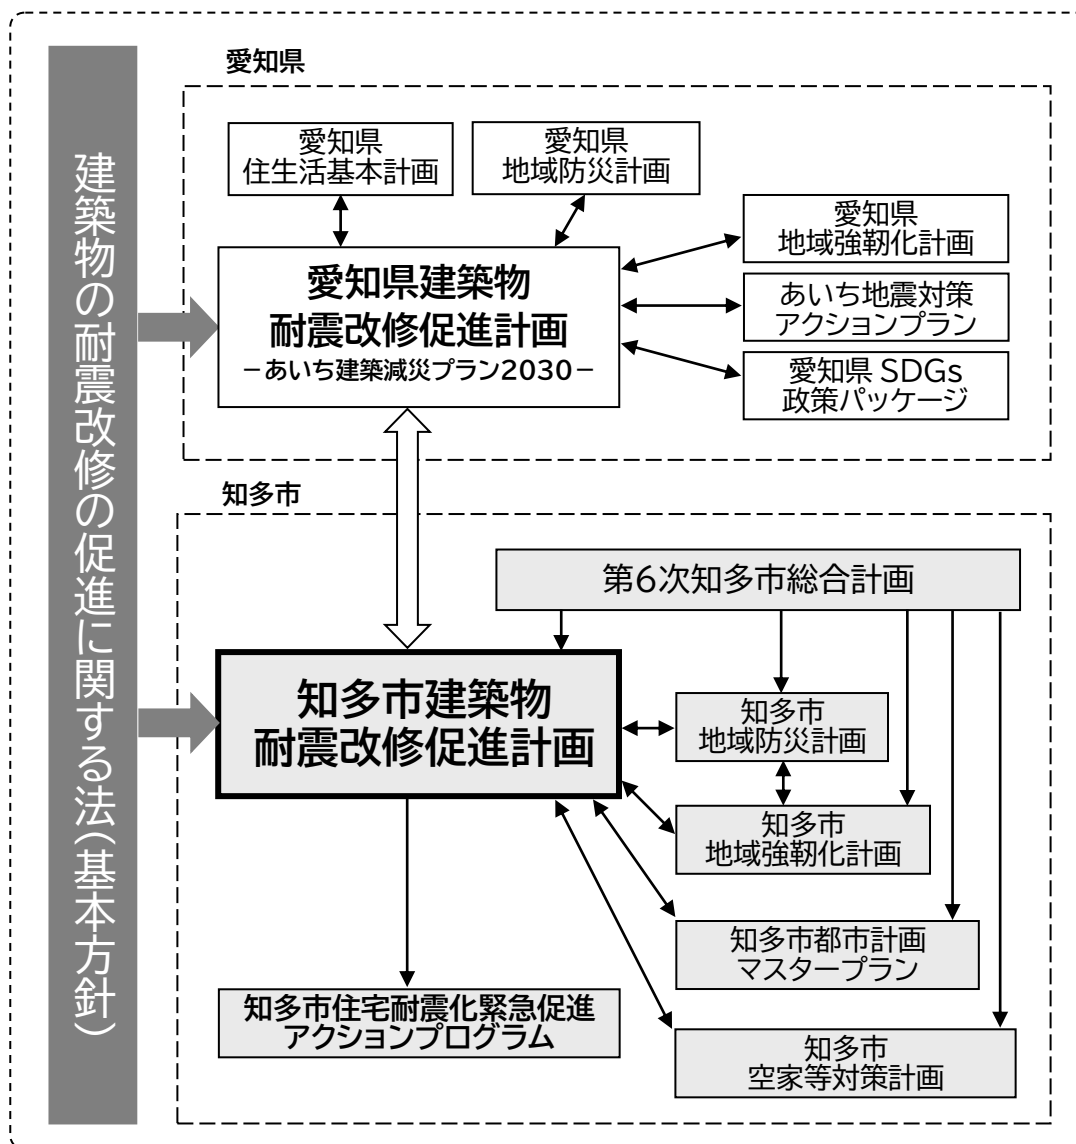 建築物の耐震改修の促進に関する法(基本方針)
愛知県
愛知県
住生活基本計画
愛知県
地域防災計画
愛知県
地域強靭化計画
愛知県建築物
耐震改修促進計画
－あいち建築減災プラン2030－
あいち地震対策
アクションプラン
愛知県 SDGs
政策パッケージ
知多市
第6次知多市総合計画
知多市建築物
耐震改修促進計画
知多市
地域防災計画
知多市
地域強靭化計画
知多市都市計画
マスタープラン
知多市住宅耐震化緊急促進
アクションプログラム
知多市
空家等対策計画